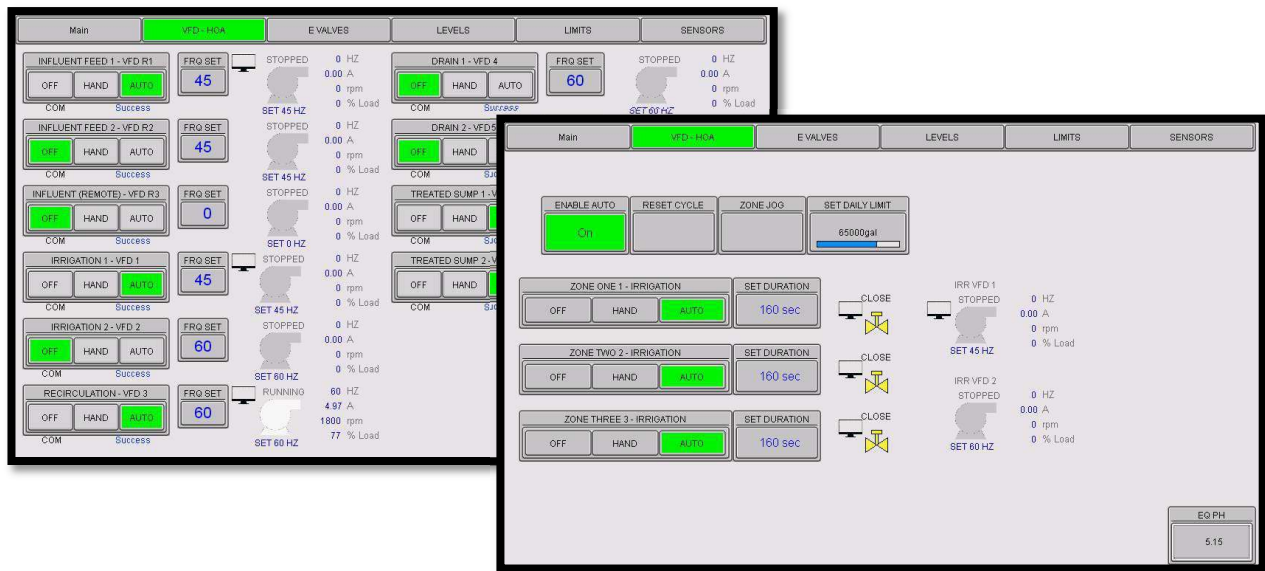 Main VFD - HOA E VALVES LEVELS LIMITS SENSORS
INFLUENT FEED 1 - VFD R1 FRQ SET STOPPED 0 HZ
OFF HAND AUTO 45 0.00 A
0 rpm
COM Success SET 45 HZ 0 % Load
DRAIN 1 - VFD 4 FRQ SET STOPPED 0 HZ
OFF HAND AUTO 60 0.00 A
0 rpm
COM Success SET 60 HZ 0 % Load
INFLUENT FEED 2 - VFD R2 FRQ SET STOPPED 0 HZ
OFF HAND AUTO 45 0.00 A
0 rpm
COM Success SET 45 HZ 0 % Load
DRAIN 2 - VFD5
OFF HAND
COM
INFLUENT (REMOTE) - VFD R3 FRQ SET STOPPED 0 HZ
OFF HAND AUTO 0 0.00 A
0 rpm
COM Success SET 0 HZ 0 % Load
TREATED SUMP 1 - V
OFF HAND
COM
IRRIGATION 1 - VFD 1 FRQ SET STOPPED 0 HZ
OFF HAND AUTO 45 0.00 A
0 rpm
COM Success SET 45 HZ 0 % Load
TREATED SUMP 2 - V
OFF HAND
COM
IRRIGATION 2 - VFD 2 FRQ SET STOPPED 0 HZ
OFF HAND AUTO 60 0.00 A
0 rpm
COM Success SET 60 HZ 0 % Load
RECIRCULATION - VFD 3 FRQ SET RUNNING 60 HZ
OFF HAND AUTO 60 4.97 A
1800 rpm
COM Success SET 60 HZ 77 % Load
Main VFD - HOA E VALVES LEVELS LIMITS SENSORS
ENABLE AUTO RESET CYCLE ZONE JOG SET DAILY LIMIT
On 65000gal
ZONE ONE 1 - IRRIGATION SET DURATION CLOSE
OFF HAND AUTO 160 sec
IRR VFD 1
STOPPED 0 HZ
0.00 A
0 rpm
SET 45 HZ 0 % Load
ZONE TWO 2 - IRRIGATION SET DURATION CLOSE
OFF HAND AUTO 160 sec
IRR VFD 2
STOPPED 0 HZ
0.00 A
0 rpm
SET 60 HZ 0 % Load
ZONE THREE 3 - IRRIGATION SET DURATION CLOSE
OFF HAND AUTO 160 sec
EQ PH
5.15